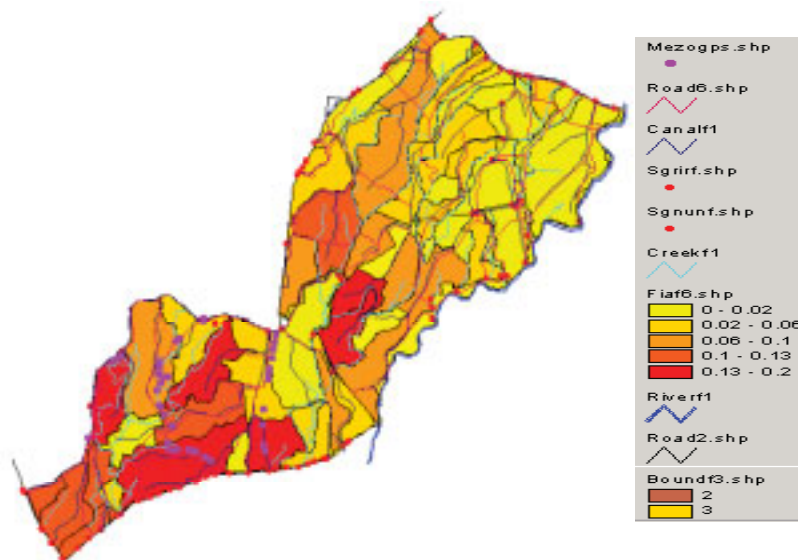 Mezogps.shp
Road6.shp
Canalf1
Sgrirf.shp
Sgnunf.shp
Creekf1
Fiaf6.shp
0 - 0.02
0.02 - 0.06
0.06 - 0.1
0.1 - 0.13
0.13 - 0.2
Riverf1
Road2.shp
Boundf3.shp
2
3